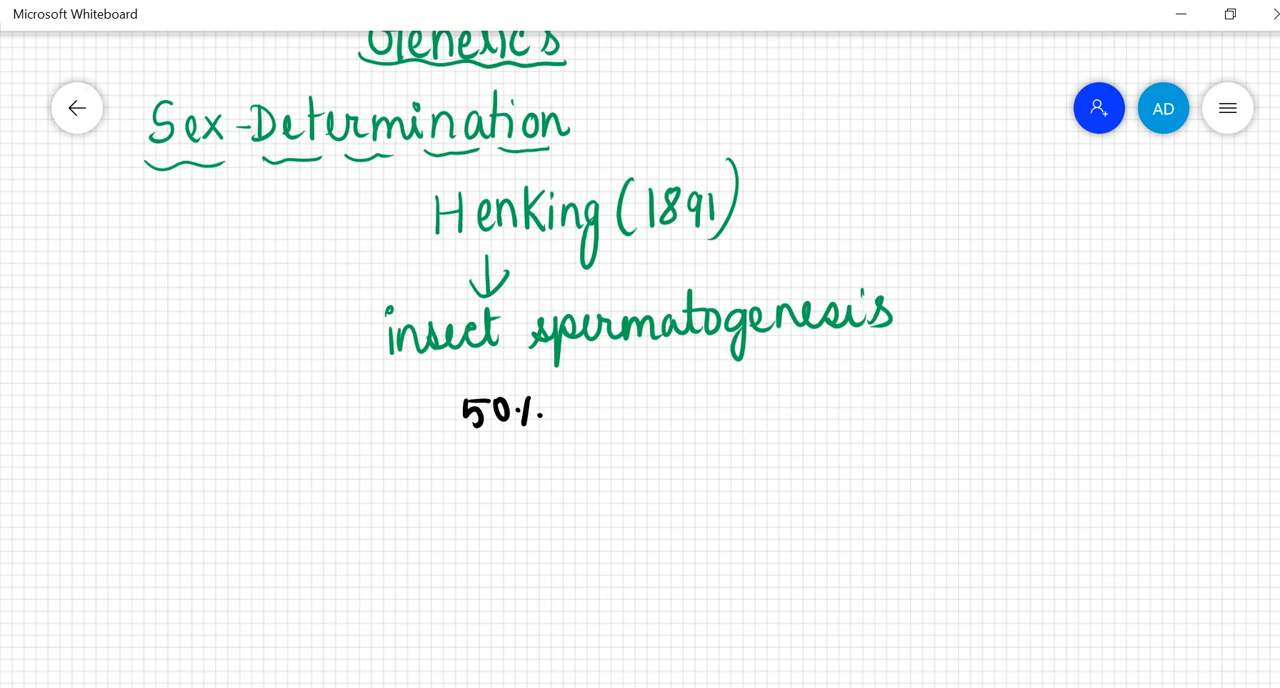 Microsoft Whiteboard
Genetics
Sex-Determination
AD
Henking (1891)
↓
insect spermatogenesis
50%